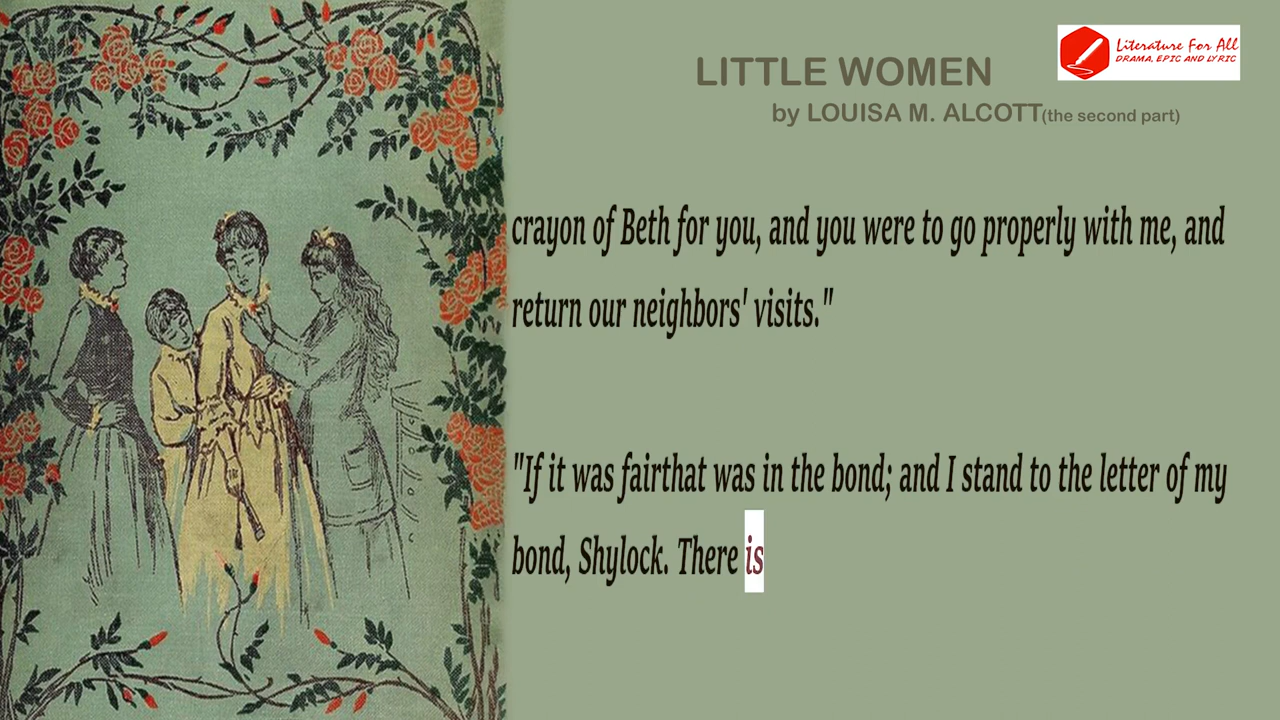 LITTLE WOMEN
by LOUISA M. ALCOTT(the second part)
Literature For All
DRAMA, EPIC AND LYRIC
crayon of Beth for you, and you were to go properly with me, and
return our neighbors' visits."
"If it was fairthat was in the bond; and I stand to the letter of my
bond, Shylock. There is